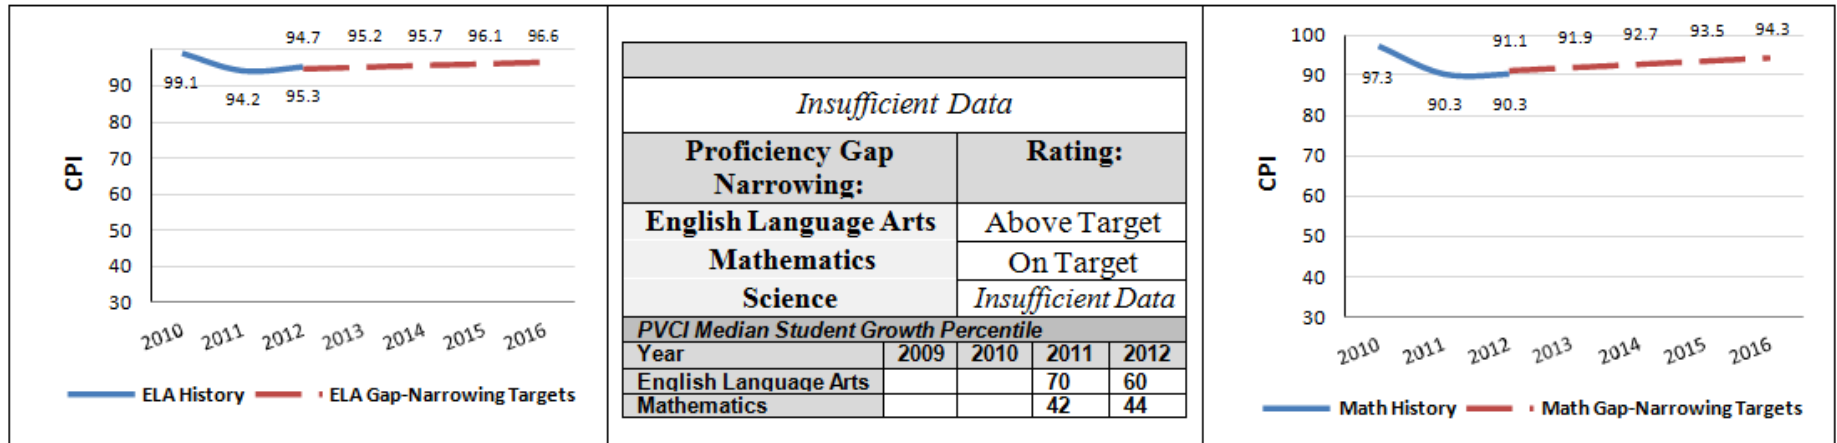 94.7 95.2 95.7 96.1 96.6
99.1
94.2 95.3
90
80
70
60
50
40
30
CPI
2010 2011 2012 2013 2014 2015 2016
ELA History ELA Gap-Narrowing Targets
Insufficient Data
Proficiency Gap Narrowing: Rating:
English Language Arts Above Target
Mathematics On Target
Science Insufficient Data
PVCI Median Student Growth Percentile
Year 2009 2010 2011 2012
English Language Arts 70 60
Mathematics 42 44
91.1 91.9 92.7 93.5 94.3
97.3
90.3 90.3
100
90
80
70
60
50
40
30
CPI
2010 2011 2012 2013 2014 2015 2016
Math History Math Gap-Narrowing Targets